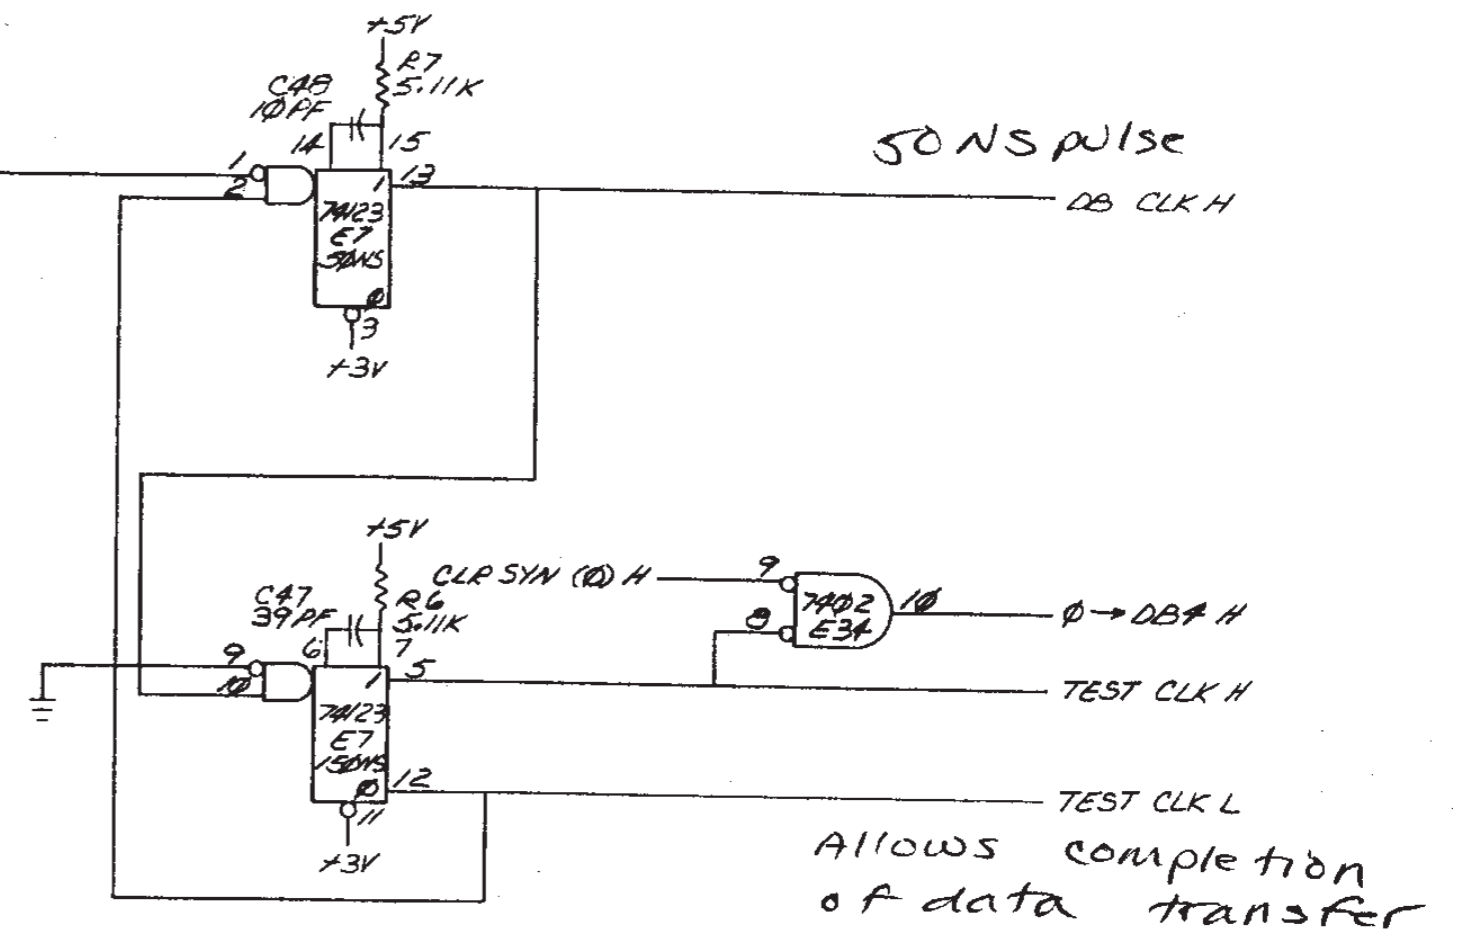 +5V
R7
5.11K
C48
10PF
14
15
50NS pulse
1
2
1
13
DB CLK H
74123
E7
50NS
0
3
+3V
+5V
CLR SYN (0) H
9
C47
39PF
R6
5.11K
7402
E34
10
0→DB4 H
8
6
7
9
10
1
5
TEST CLK H
74123
E7
150NS
0
12
TEST CLK L
11
+3V
Allows completion
of data transfer